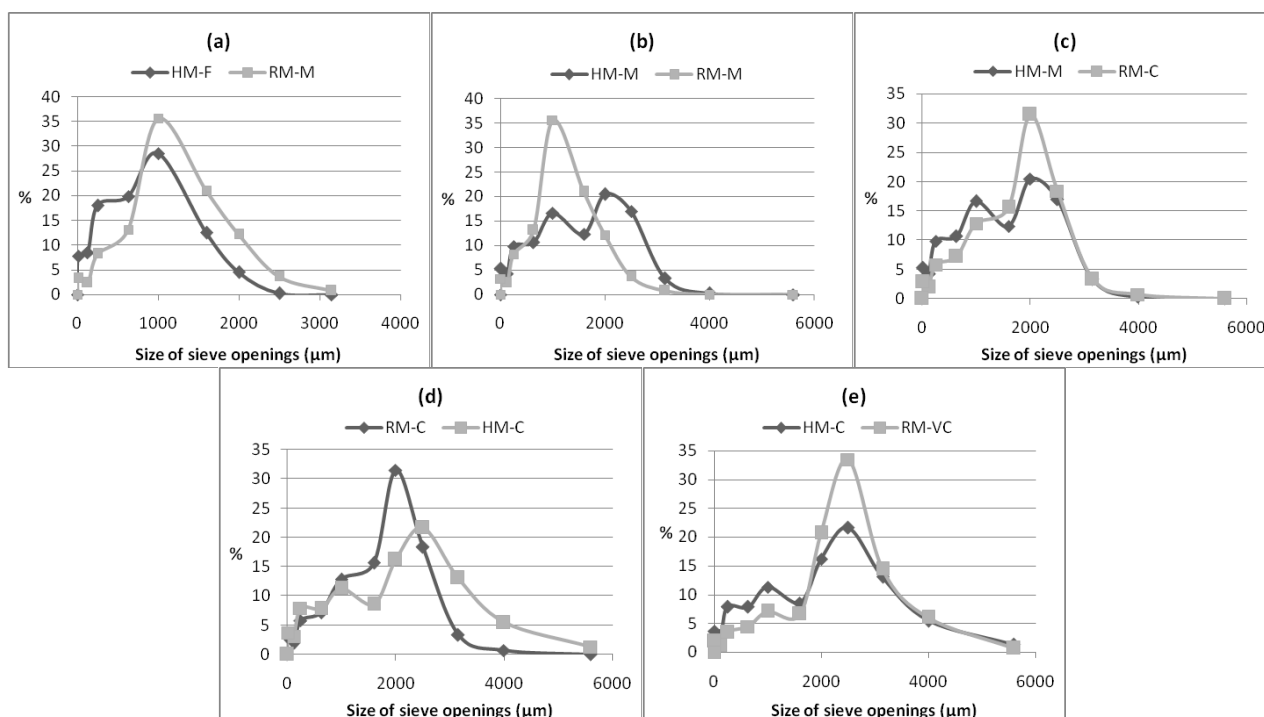 (a)
HM-F RM-M
40
35
30
25
20
15
10
5
0
%
0 1000 2000 3000 4000
Size of sieve openings (µm)
(b)
HM-M RM-M
40
35
30
25
20
15
10
5
0
%
0 2000 4000 6000
Size of sieve openings (µm)
(c)
HM-M RM-C
35
30
25
20
15
10
5
0
%
0 2000 4000 6000
Size of sieve openings (µm)
(d)
RM-C HM-C
35
30
25
20
15
10
5
0
%
0 2000 4000 6000
Size of sieve openings (µm)
(e)
HM-C RM-VC
35
30
25
20
15
10
5
0
%
0 2000 4000 6000
Size of sieve openings (µm)